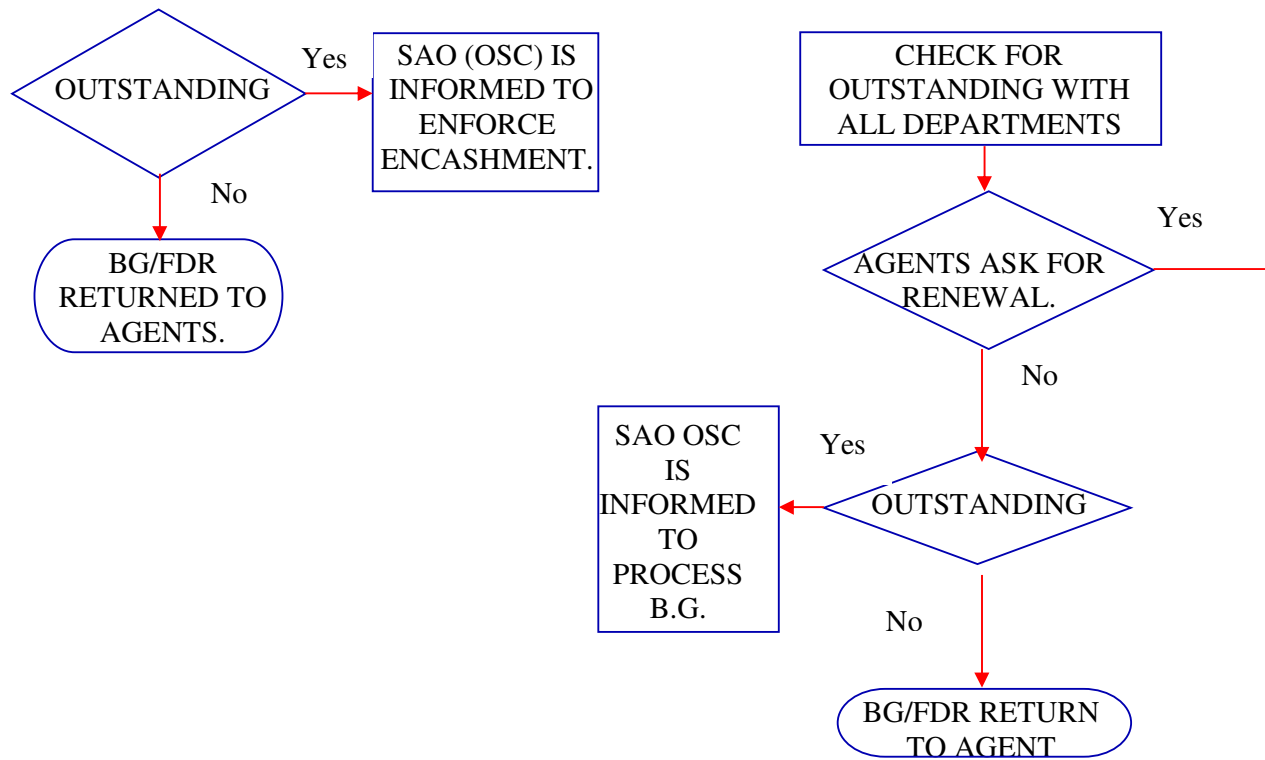 OUTSTANDING
Yes
SAO (OSC) IS
INFORMED TO
ENFORCE
ENCASHMENT.
No
BG/FDR
RETURNED TO
AGENTS.
CHECK FOR
OUTSTANDING WITH
ALL DEPARTMENTS
AGENTS ASK FOR
RENEWAL.
Yes
No
OUTSTANDING
Yes
SAO OSC
IS
INFORMED
TO
PROCESS
B.G.
No
BG/FDR RETURN
TO AGENT